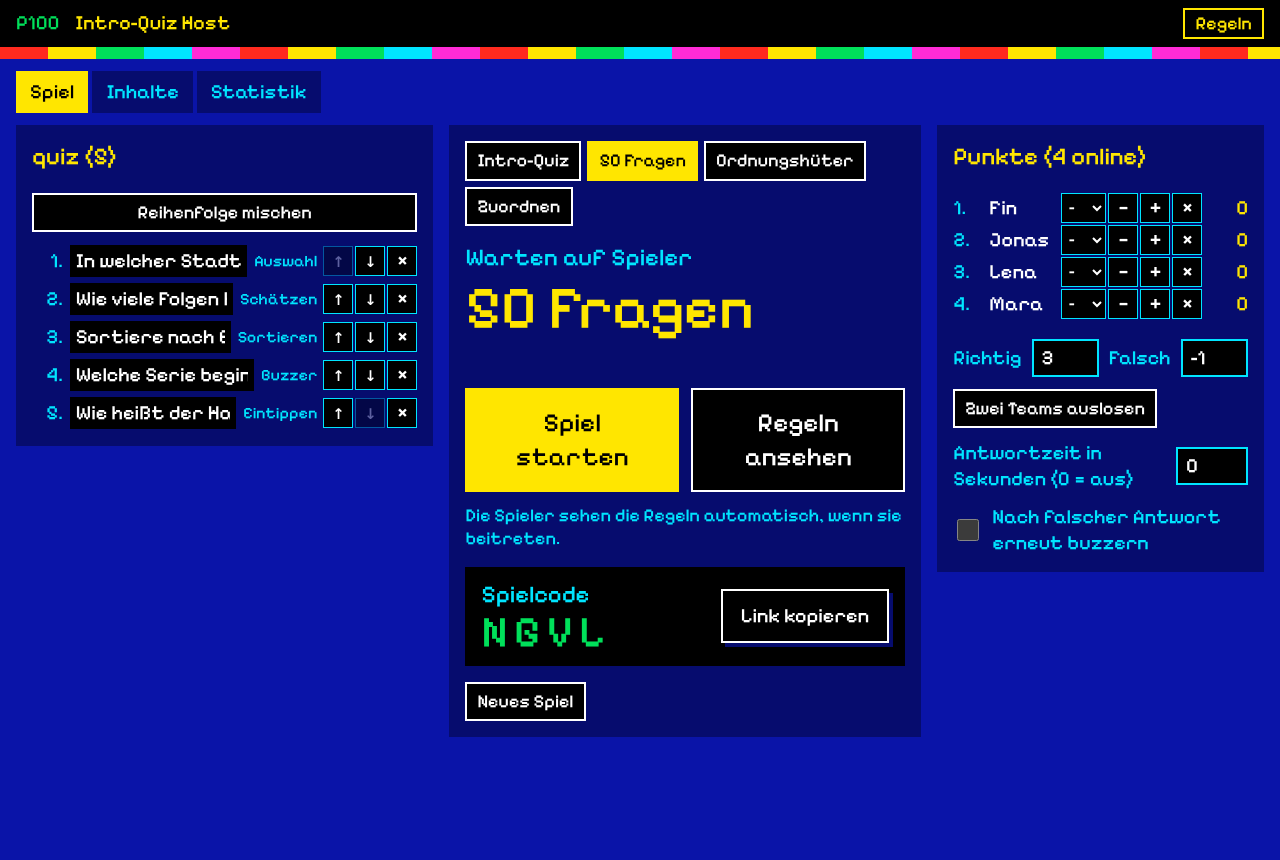 P100 Intro-Quiz Host
Regeln
Spiel
Inhalte
Statistik
quiz (5)
Reihenfolge mischen
1. In welcher Stadt Auswahl ↑ ↓ ×
2. Wie viele Folgen Schätzen ↑ ↓ ×
3. Sortiere nach Sortieren ↑ ↓ ×
4. Welche Serie begin Buzzer ↑ ↓ ×
5. Wie heißt der Ha Eintippen ↑ ↓ ×
Intro-Quiz
50 Fragen
Ordnungshüter
Zuordnen
Warten auf Spieler
50 Fragen
Spiel
starten
Regeln
ansehen
Die Spieler sehen die Regeln automatisch, wenn sie
beitreten.
Spielcode
NGVL
Link kopieren
Neues Spiel
Punkte (4 online)
1. Fin - − + × 0
2. Jonas - − + × 0
3. Lena - − + × 0
4. Mara - − + × 0
Richtig 3 Falsch -1
Zwei Teams auslosen
Antwortzeit in
Sekunden (0 = aus)
0
Nach falscher Antwort
erneut buzzern